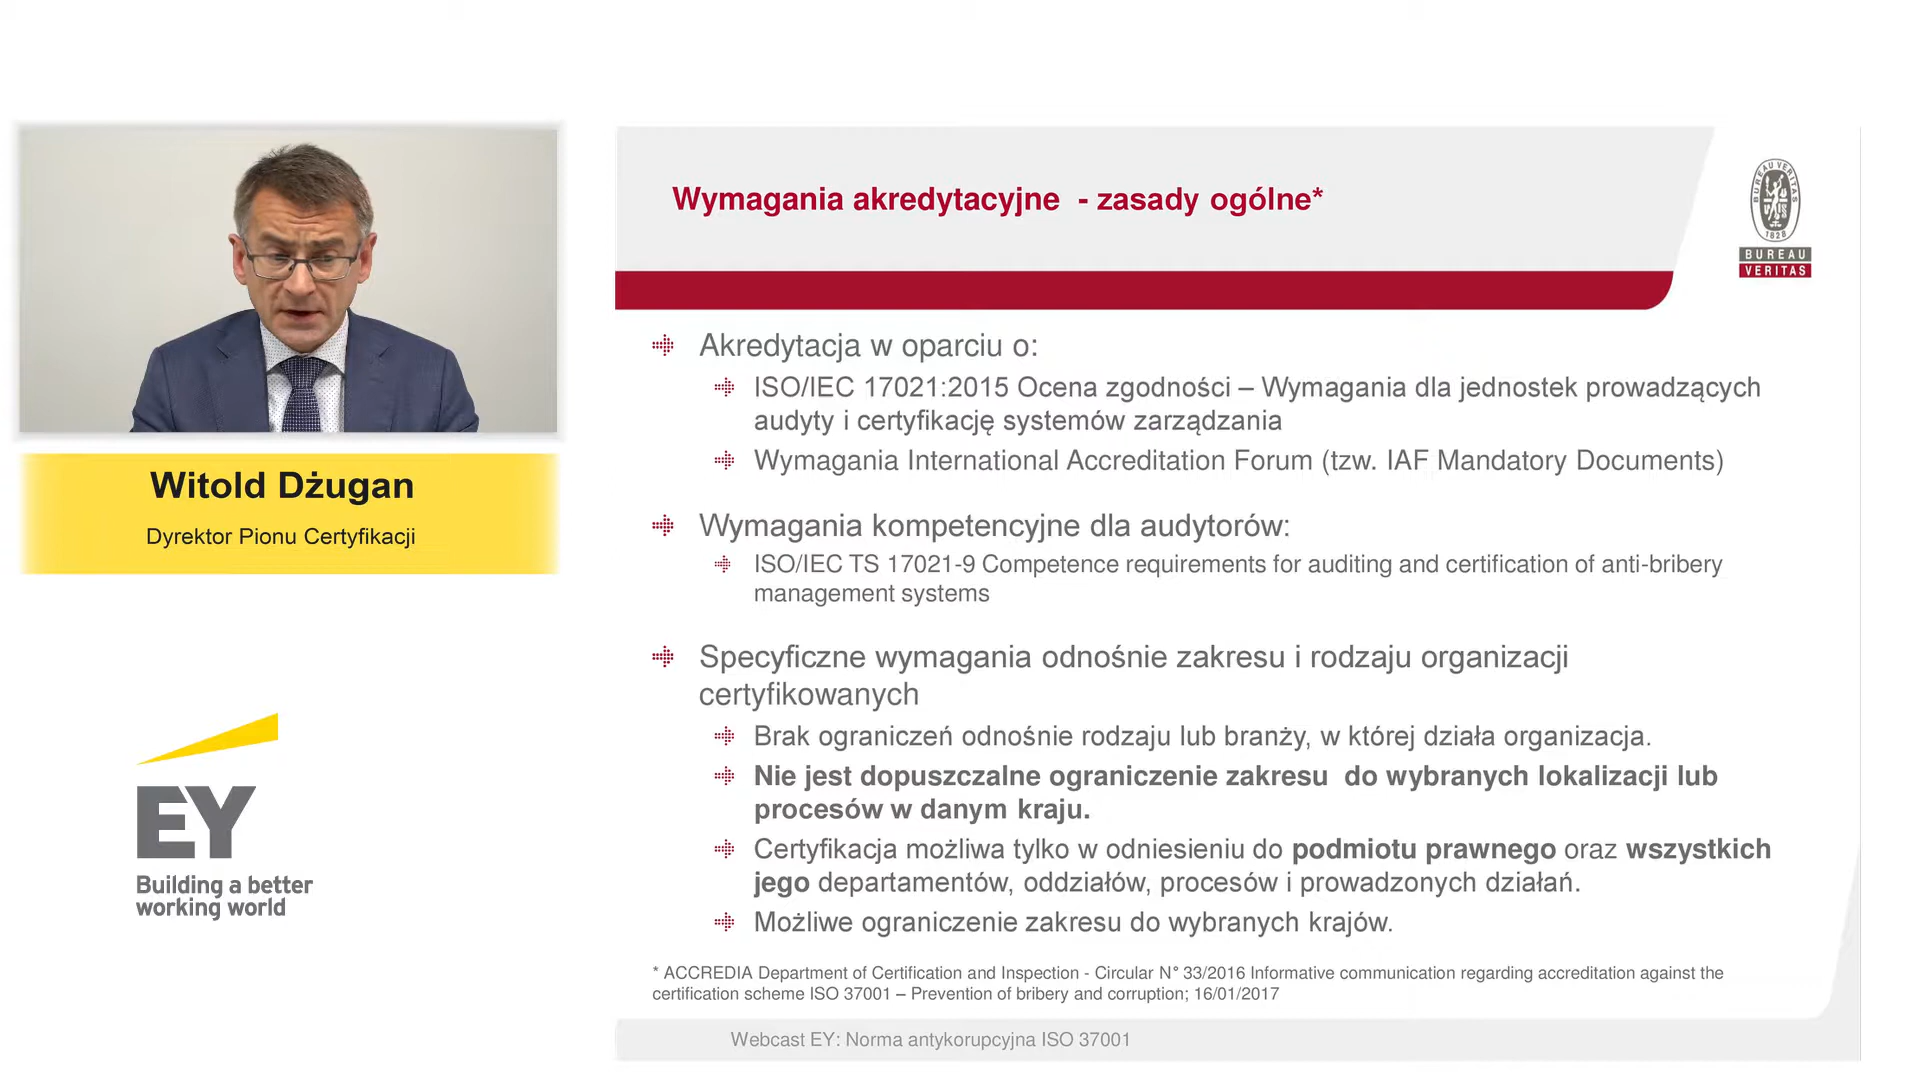 Witold Dżugan
Dyrektor Pionu Certyfikacji
EY
Building a better
working world
Wymagania akredytacyjne - zasady ogólne*
BUREAU VERITAS
1828
BUREAU
VERITAS
Akredytacja w oparciu o:
ISO/IEC 17021:2015 Ocena zgodności – Wymagania dla jednostek prowadzących
audyty i certyfikację systemów zarządzania
Wymagania International Accreditation Forum (tzw. IAF Mandatory Documents)
Wymagania kompetencyjne dla audytorów:
ISO/IEC TS 17021-9 Competence requirements for auditing and certification of anti-bribery
management systems
Specyficzne wymagania odnośnie zakresu i rodzaju organizacji
certyfikowanych
Brak ograniczeń odnośnie rodzaju lub branży, w której działa organizacja.
Nie jest dopuszczalne ograniczenie zakresu do wybranych lokalizacji lub
procesów w danym kraju.
Certyfikacja możliwa tylko w odniesieniu do podmiotu prawnego oraz wszystkich
jego departamentów, oddziałów, procesów i prowadzonych działań.
Możliwe ograniczenie zakresu do wybranych krajów.
* ACCREDIA Department of Certification and Inspection - Circular N° 33/2016 Informative communication regarding accreditation against the
certification scheme ISO 37001 – Prevention of bribery and corruption; 16/01/2017
Webcast EY: Norma antykorupcyjna ISO 37001